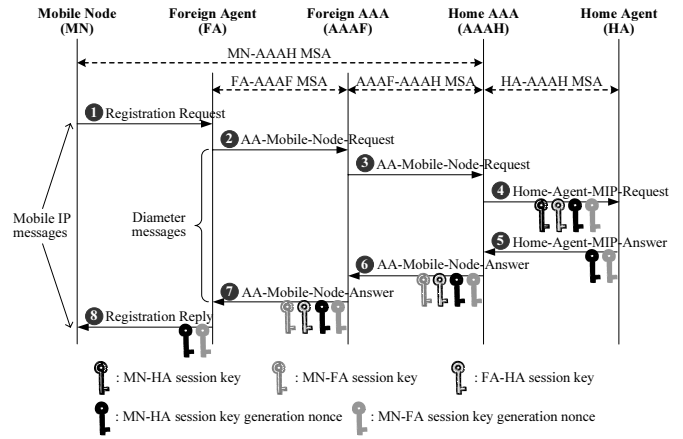 Mobile Node Foreign Agent Foreign AAA Home AAA Home Agent
(MN) (FA) (AAAF) (AAAH) (HA)
MN-AAAH MSA
FA-AAAF MSA AAAF-AAAH MSA HA-AAAH MSA
1 Registration Request
2 AA-Mobile-Node-Request
3 AA-Mobile-Node-Request
4 Home-Agent-MIP-Request
Mobile IP
messages
Diameter
messages
5 Home-Agent-MIP-Answer
6 AA-Mobile-Node-Answer
7 AA-Mobile-Node-Answer
8 Registration Reply
: MN-HA session key : MN-FA session key : FA-HA session key
: MN-HA session key generation nonce : MN-FA session key generation nonce